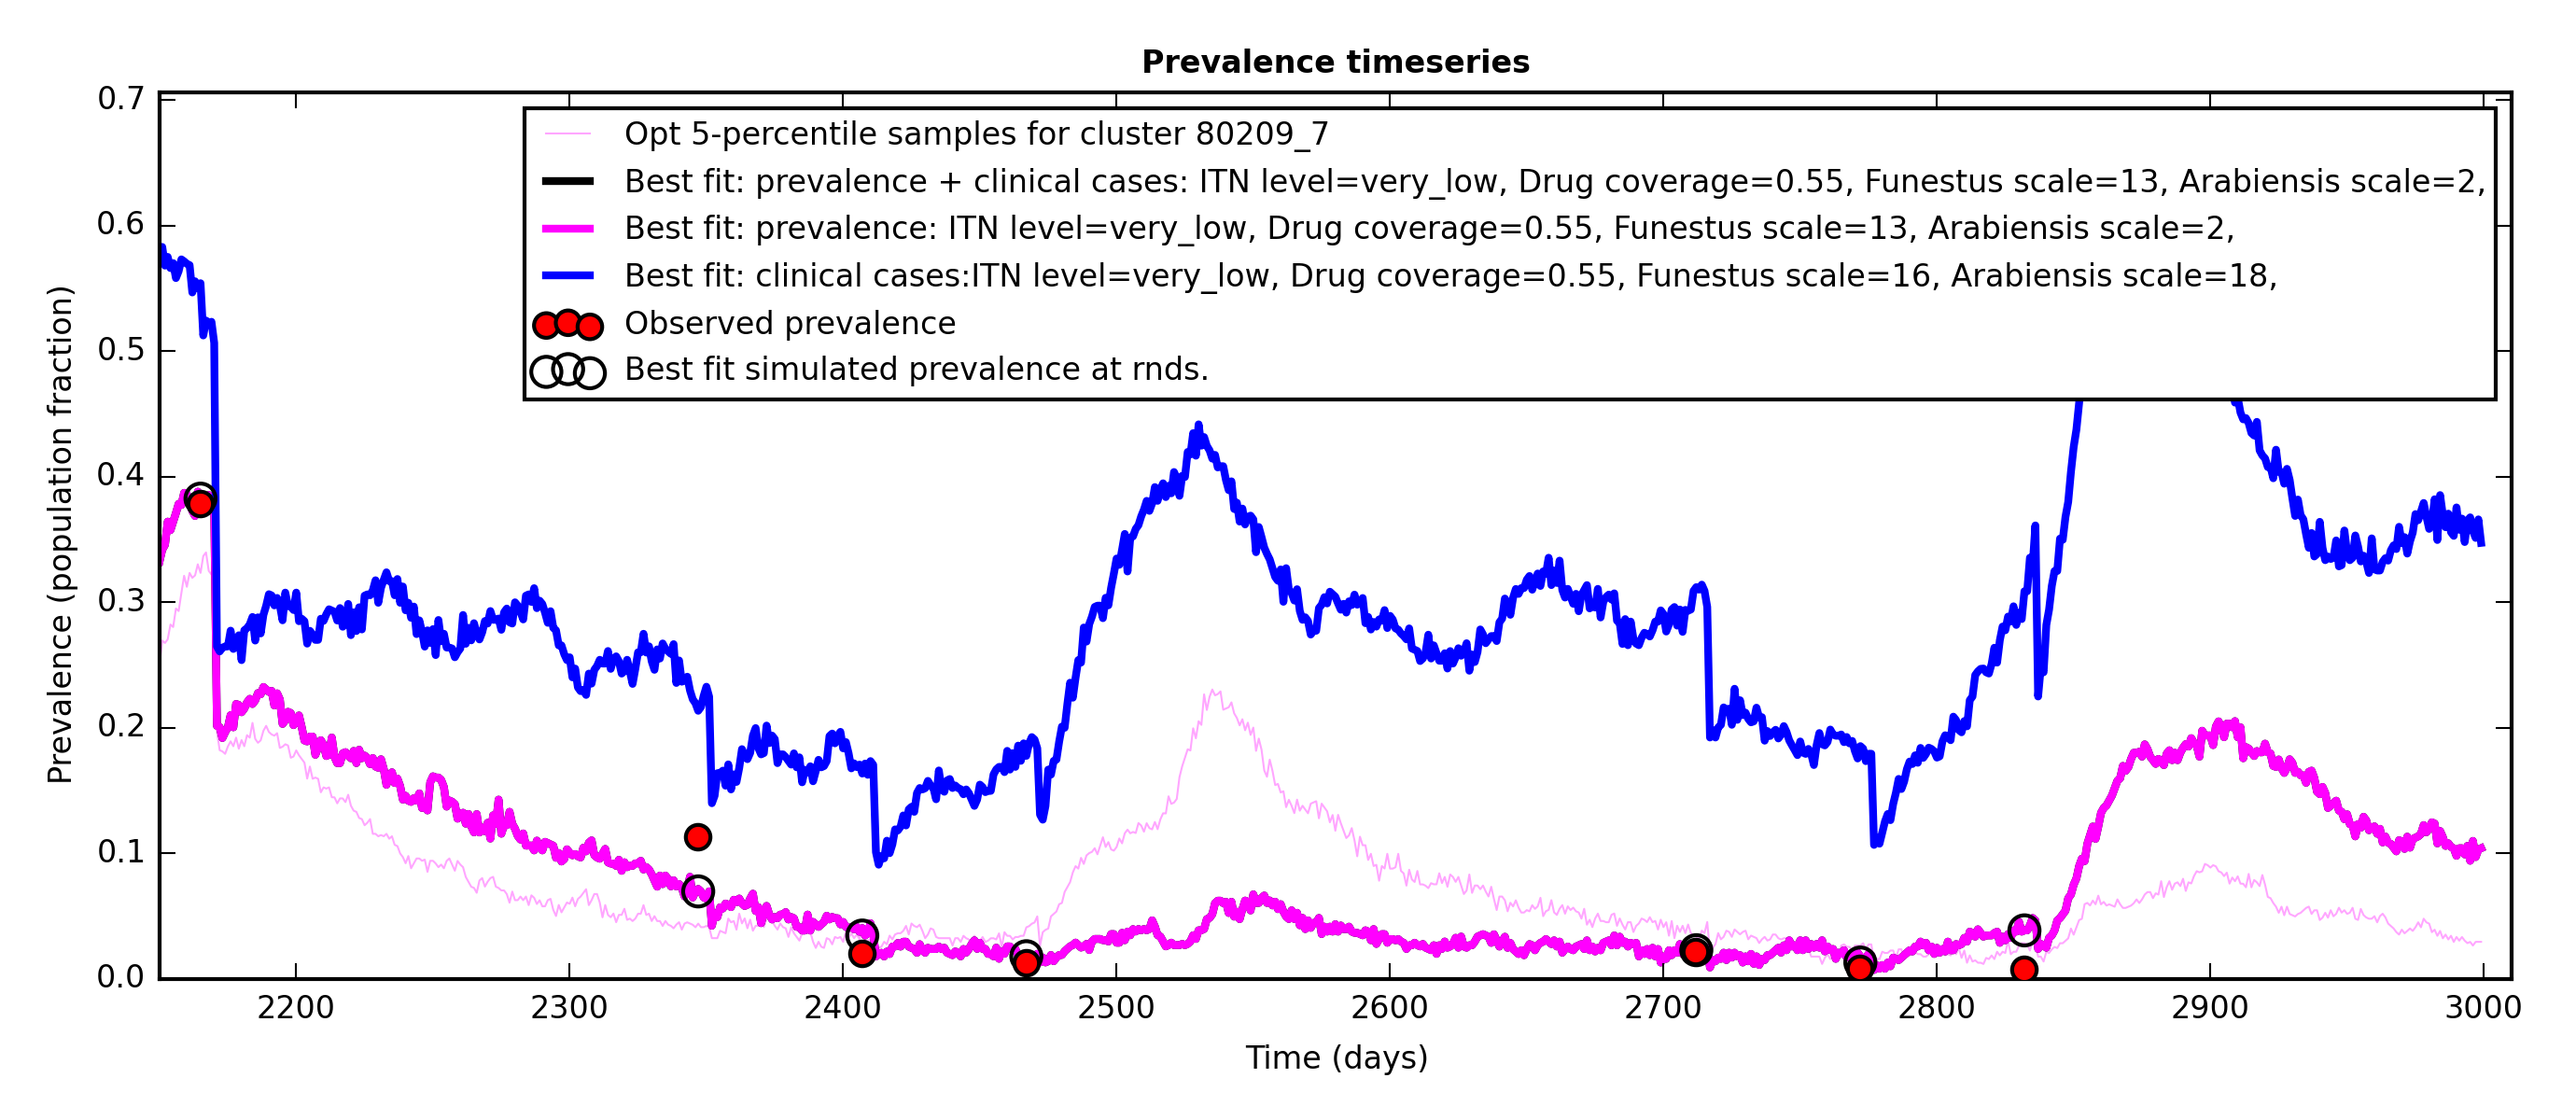 Prevalence timeseries
Opt 5-percentile samples for cluster 80209_7
Best fit: prevalence + clinical cases: ITN level=very_low, Drug coverage=0.55, Funestus scale=13, Arabiensis scale=2,
Best fit: prevalence: ITN level=very_low, Drug coverage=0.55, Funestus scale=13, Arabiensis scale=2,
Best fit: clinical cases:ITN level=very_low, Drug coverage=0.55, Funestus scale=16, Arabiensis scale=18,
Observed prevalence
Best fit simulated prevalence at rnds.
Prevalence (population fraction)
0.7
0.6
0.5
0.4
0.3
0.2
0.1
0.0
2200 2300 2400 2500 2600 2700 2800 2900 3000
Time (days)